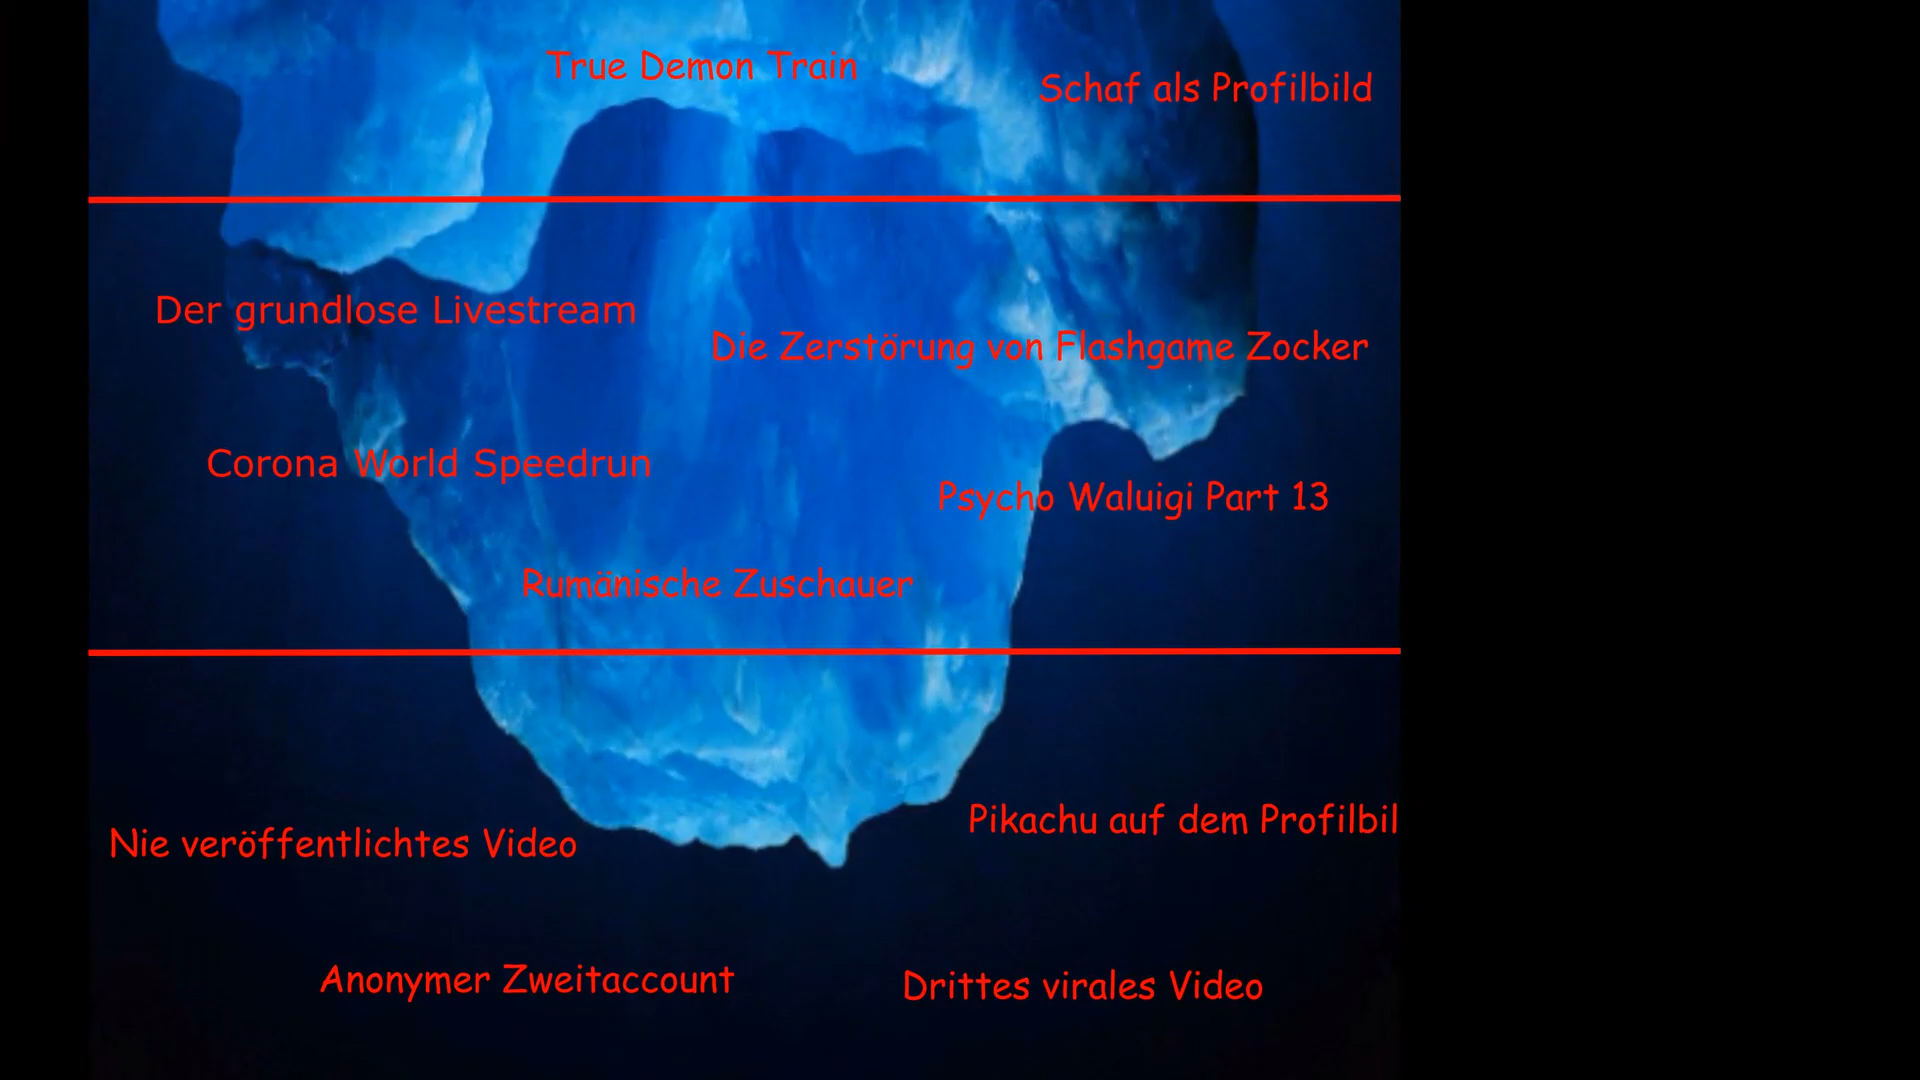 True Demon Train
Schaf als Profilbild
Der grundlose Livestream
Die Zerstörung von Flashgame Zocker
Corona World Speedrun
Psycho Waluigi Part 13
Rumänische Zuschauer
Pikachu auf dem Profilbil
Nie veröffentlichtes Video
Anonymer Zweitaccount
Drittes virales Video